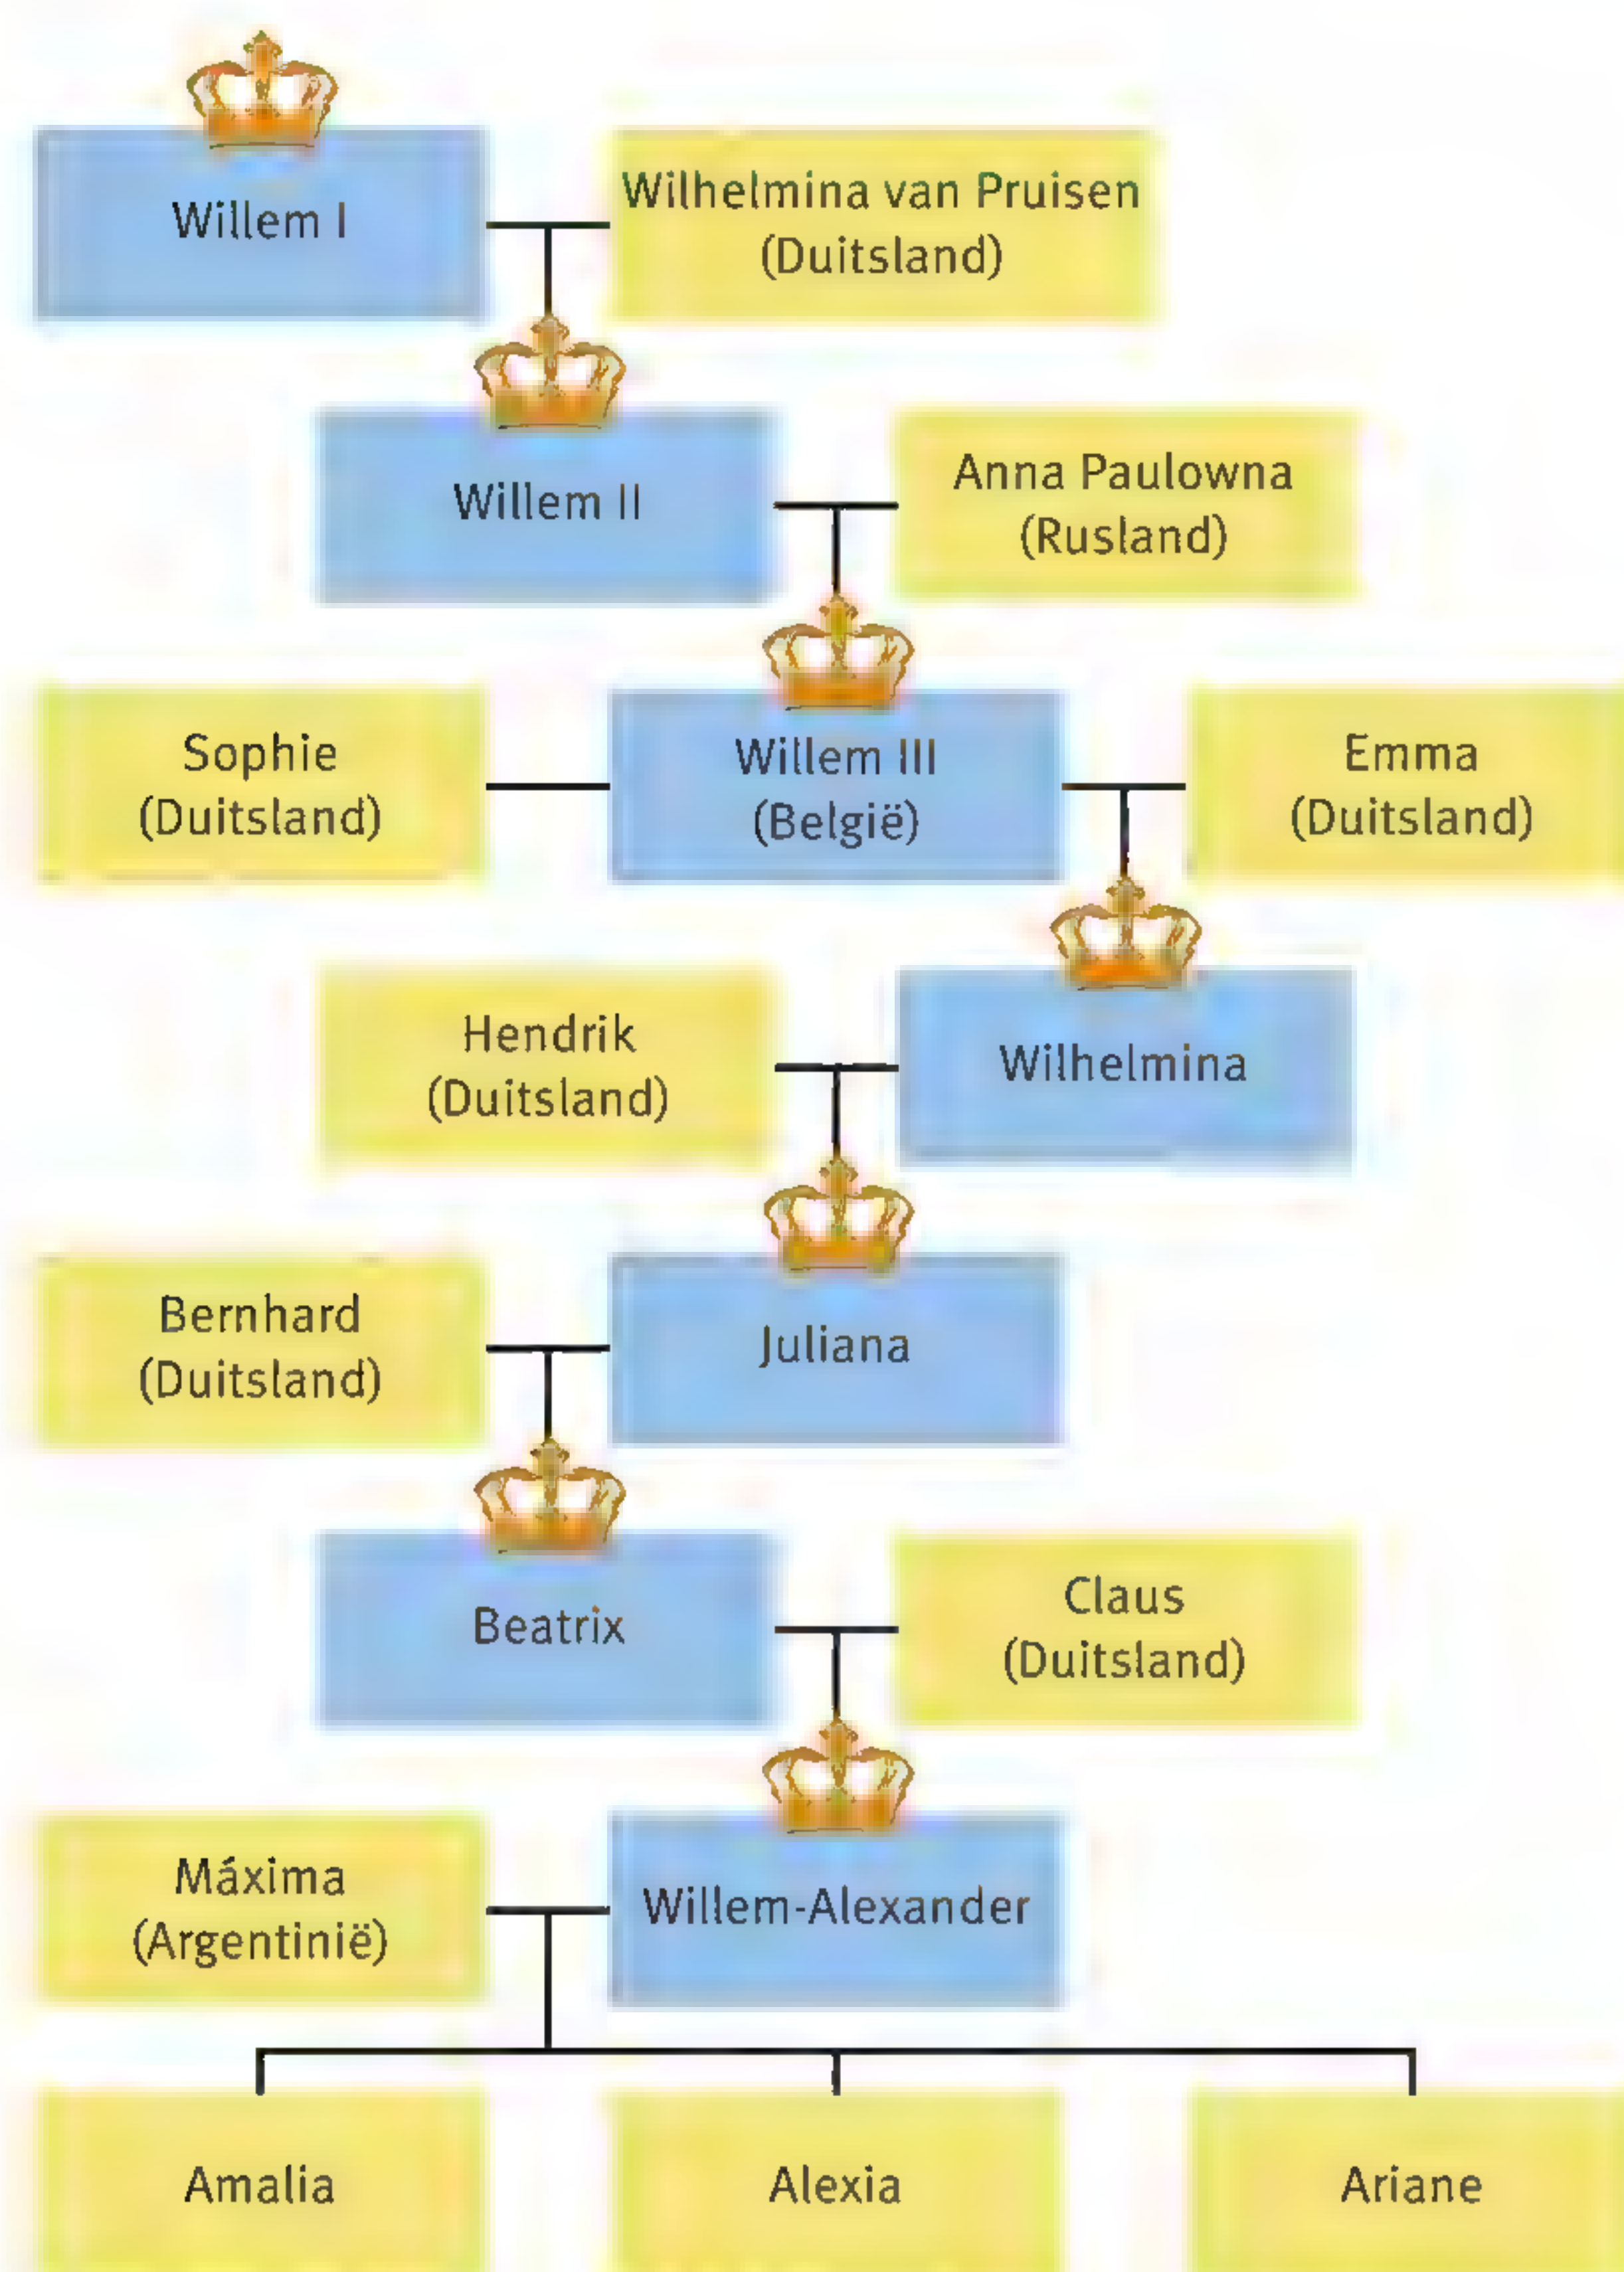 Willem I
Wilhelmina van Pruisen
(Duitsland)
Willem II
Anna Paulowna
(Rusland)
Sophie
(Duitsland)
Willem III
(België)
Emma
(Duitsland)
Hendrik
(Duitsland)
Wilhelmina
Bernhard
(Duitsland)
Juliana
Beatrix
Claus
(Duitsland)
Máxima
(Argentinië)
Willem-Alexander
Amalia
Alexia
Ariane